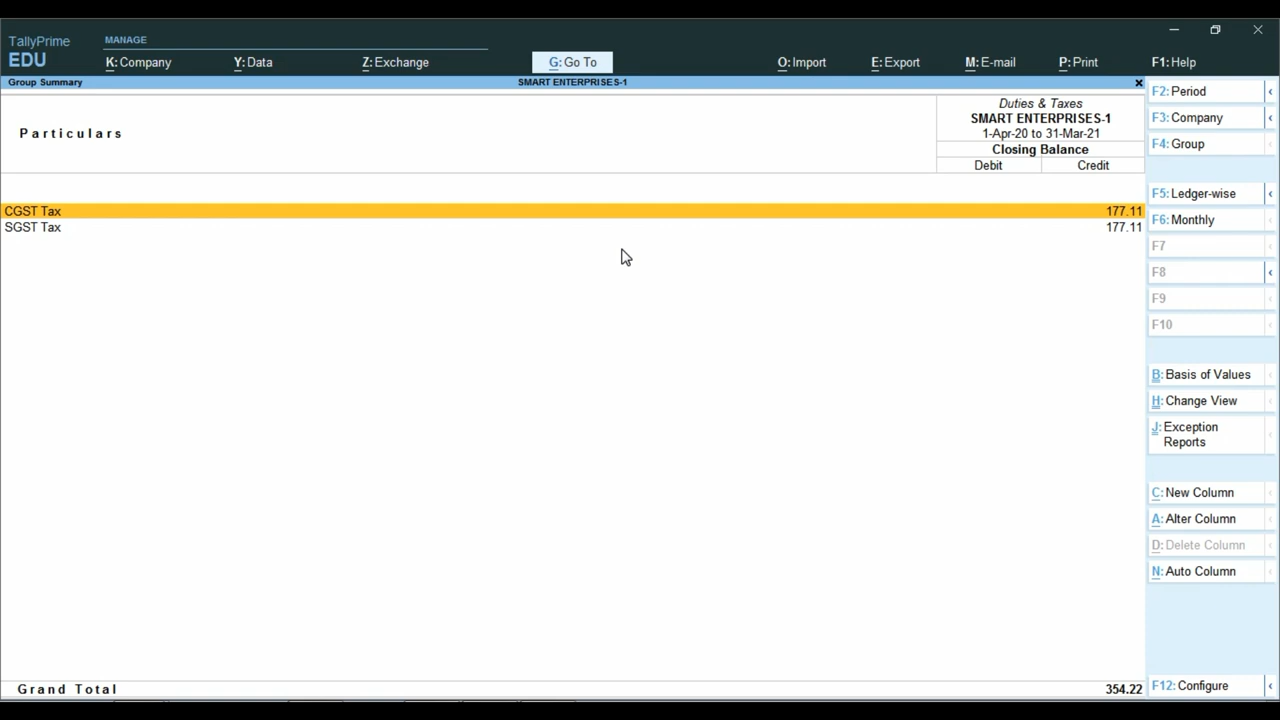 TallyPrime
EDU
MANAGE
K: Company
Y: Data
Z: Exchange
G: Go To
O: Import
E: Export
M: E-mail
P: Print
F1: Help
Group Summary
SMART ENTERPRISES-1
Particulars
Duties & Taxes
SMART ENTERPRISES-1
1-Apr-20 to 31-Mar-21
Closing Balance
Debit Credit
CGST Tax 177.11
SGST Tax 177.11
Grand Total 354.22
F2: Period
F3: Company
F4: Group
F5: Ledger-wise
F6: Monthly
F7
F8
F9
F10
B: Basis of Values
H: Change View
J: Exception
Reports
C: New Column
A: Alter Column
D: Delete Column
N: Auto Column
F12: Configure